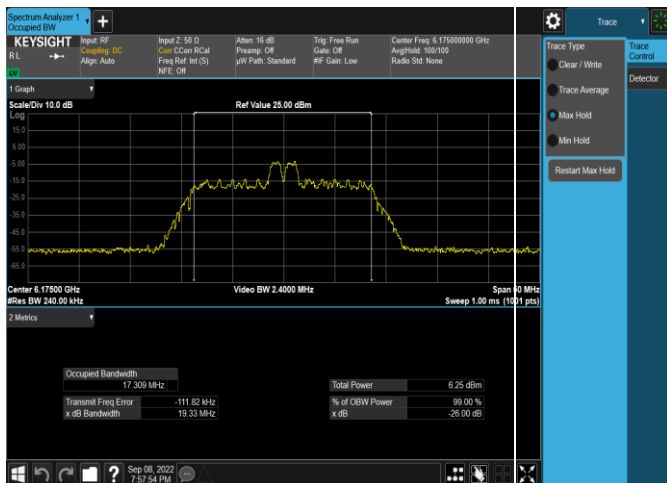 Spectrum Analyzer 1
Occupied BW
Trace
KEYSIGHT
R L
LW
Input: RF
Coupling: DC
Align: Auto
Input Z: 50 Ω
Corr CCorr RCal
Freq Ref: Int (S)
NFE: Off
Atten: 16 dB
Preamp: Off
µW Path: Standard
Trig: Free Run
Gate: Off
#IF Gain: Low
Center Freq: 6.175000000 GHz
Avg|Hold: 100/100
Radio Std: None
Trace Type
Clear / Write
Trace Average
Max Hold
Min Hold
Restart Max Hold
Trace
Control
Detector
1 Graph
Scale/Div 10.0 dB
Ref Value 25.00 dBm
Log
15.0
5.00
-5.00
-15.0
-25.0
-35.0
-45.0
-55.0
-65.0
Center 6.17500 GHz
#Res BW 240.00 kHz
Video BW 2.4000 MHz
Span 50 MHz
Sweep 1.00 ms (1001 pts)
2 Metrics
Occupied Bandwidth
17.309 MHz
Total Power 6.25 dBm
Transmit Freq Error -111.82 kHz
% of OBW Power 99.00 %
x dB Bandwidth 19.33 MHz
x dB -26.00 dB
?
Sep 08, 2022
7:57:54 PM